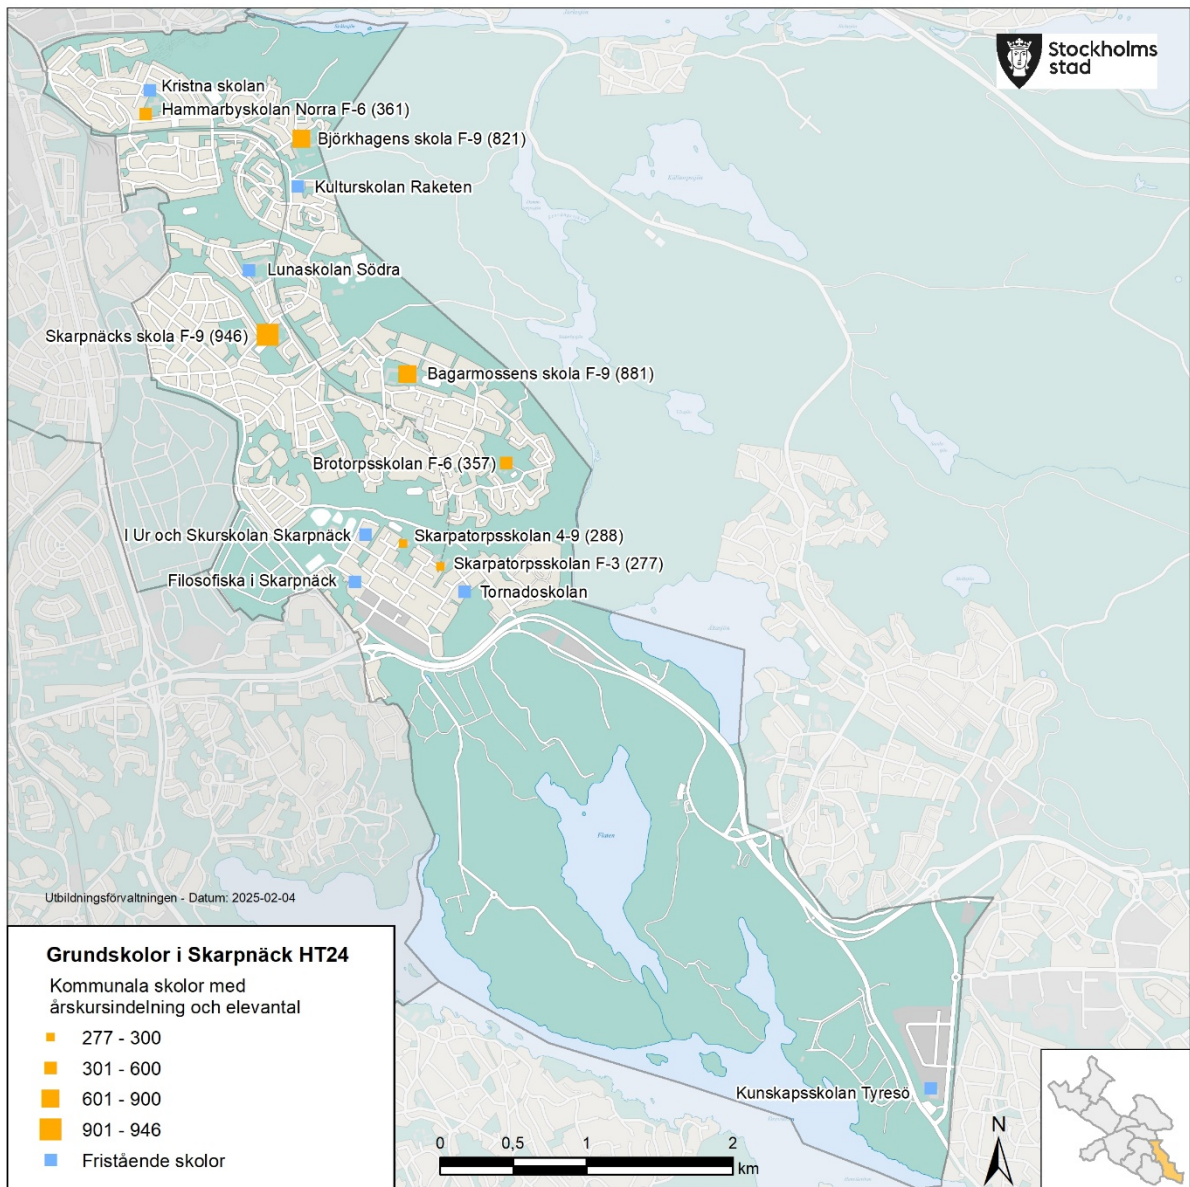 Stockholms
stad
Kristna skolan
Hammarbyskolan Norra F-6 (361)
Björkhagens skola F-9 (821)
Kulturskolan Raketen
Lunaskolan Södra
Skarpnäcks skola F-9 (946)
Bagarmossens skola F-9 (881)
Brotorpsskolan F-6 (357)
I Ur och Skurskolan Skarpnäck
Skarpatorpsskolan 4-9 (288)
Skarpatorpsskolan F-3 (277)
Filosofiska i Skarpnäck
Tornadoskolan
Flaten
Utbildningsförvaltningen - Datum: 2025-02-04
Grundskolor i Skarpnäck HT24
Kommunala skolor med
årskursindelning och elevantal
277 - 300
301 - 600
601 - 900
901 - 946
Fristående skolor
Kunskapsskolan Tyresö
0 0,5 1 2
km
N